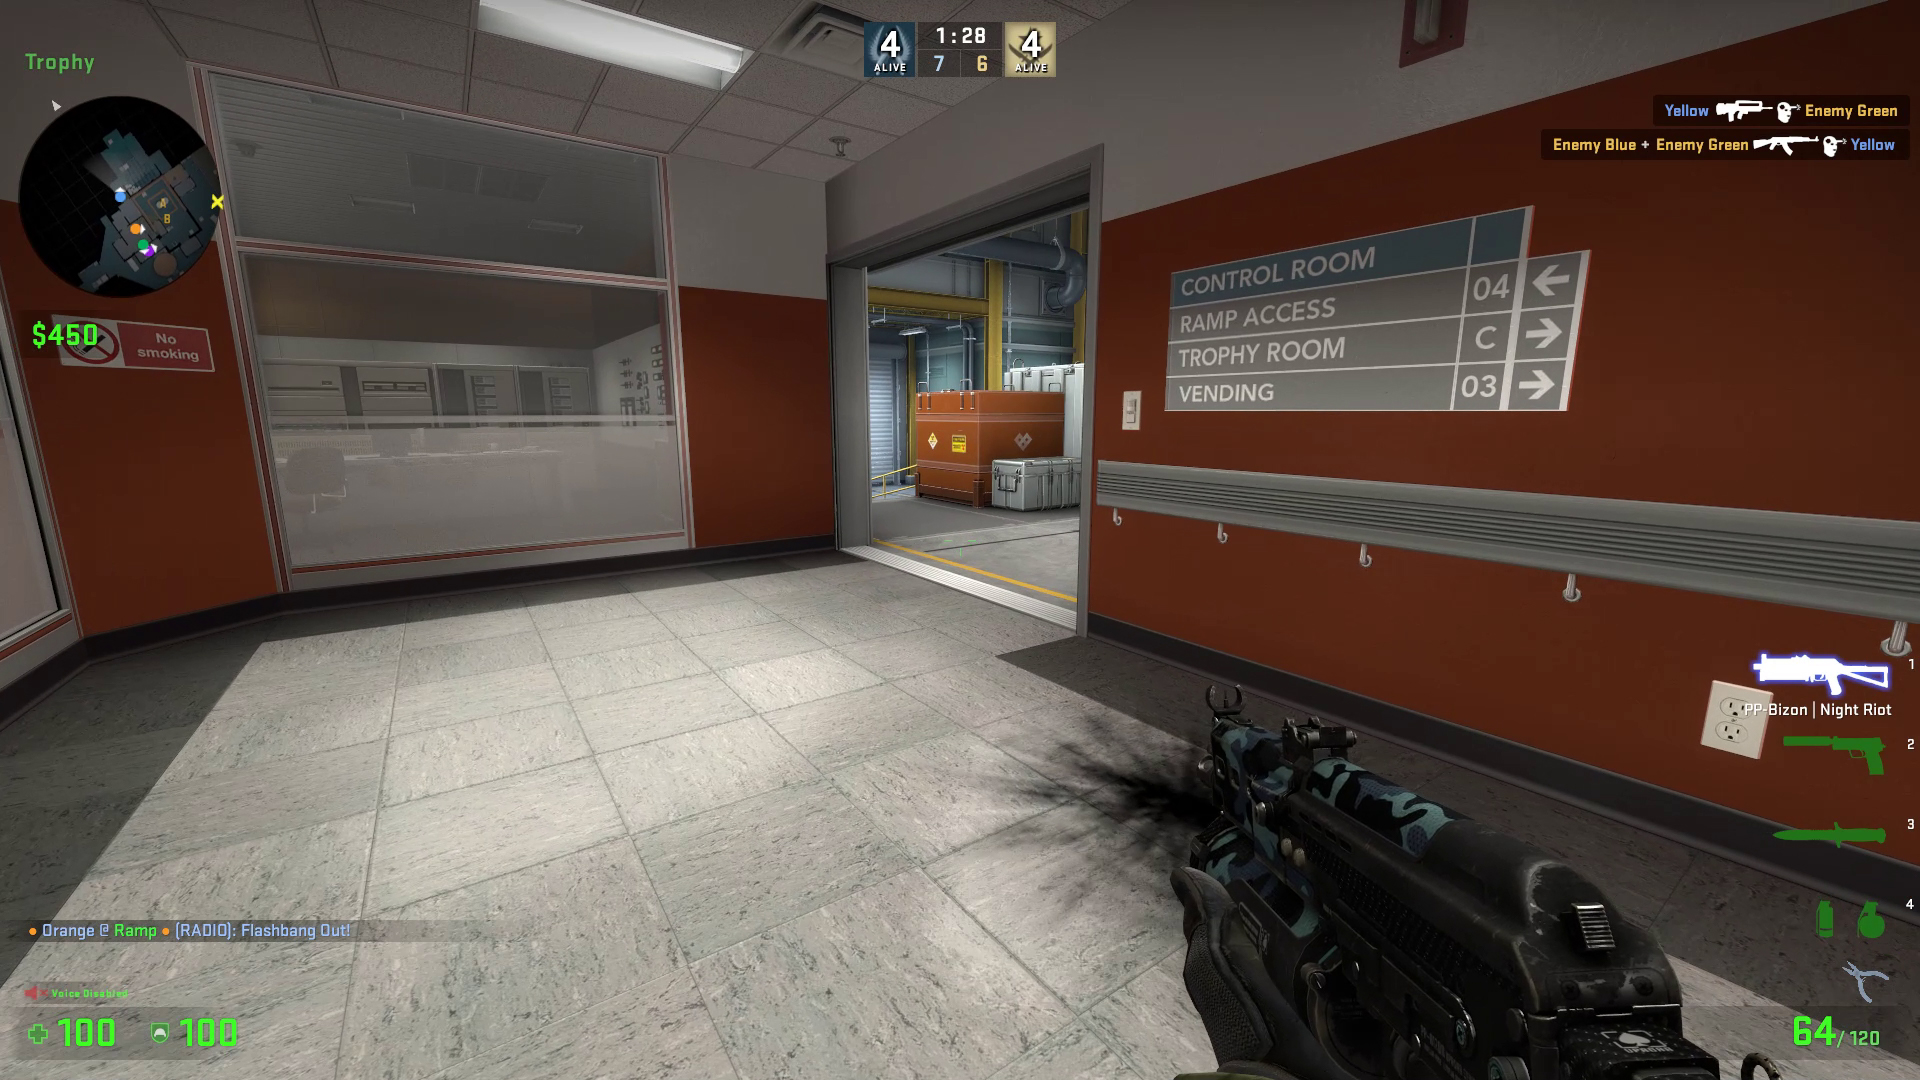 Trophy
4
ALIVE
1:28
7
6
4
ALIVE
Yellow Enemy Green
Enemy Blue + Enemy Green Yellow
A
B
$450
No
smoking
CONTROL ROOM
RAMP ACCESS 04
TROPHY ROOM C
VENDING 03
1
PP-Bizon | Night Riot
2
3
4
Orange @ Ramp (RADIO): Flashbang Out!
Voice Disabled
100
100
64/ 120